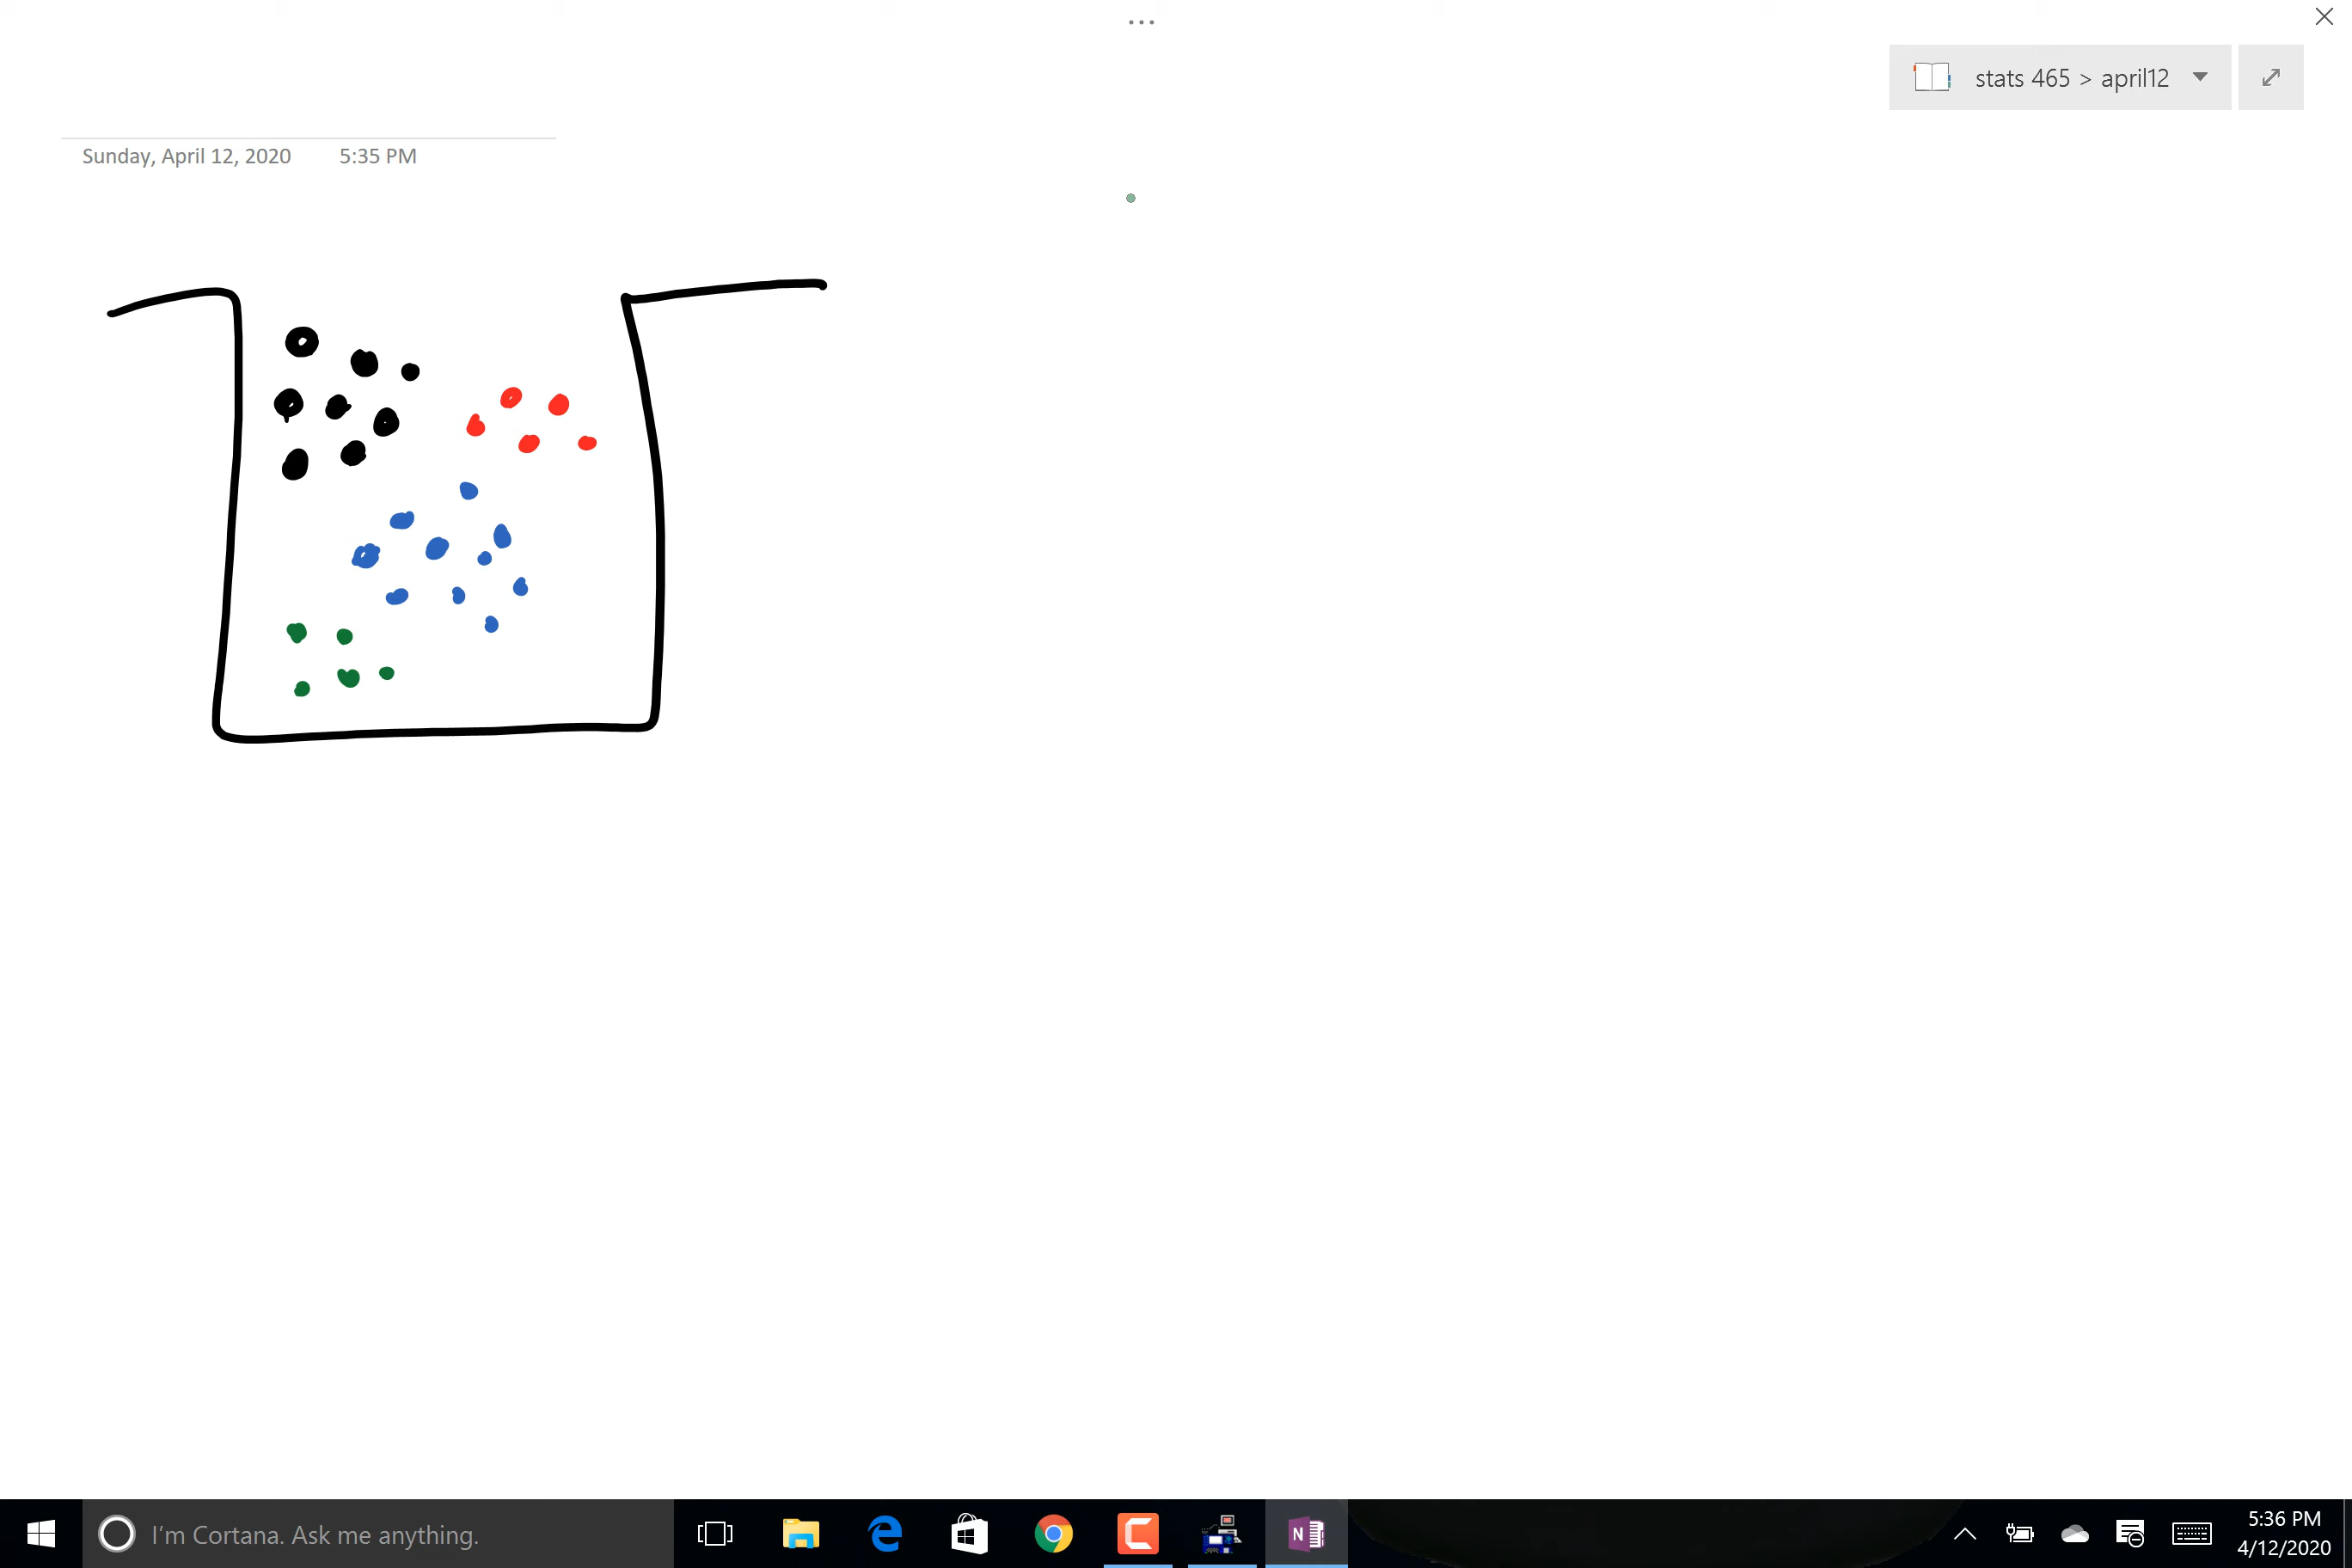 stats 465 > april12
Sunday, April 12, 2020 5:35 PM
I'm Cortana. Ask me anything.
N
5:36 PM
4/12/2020